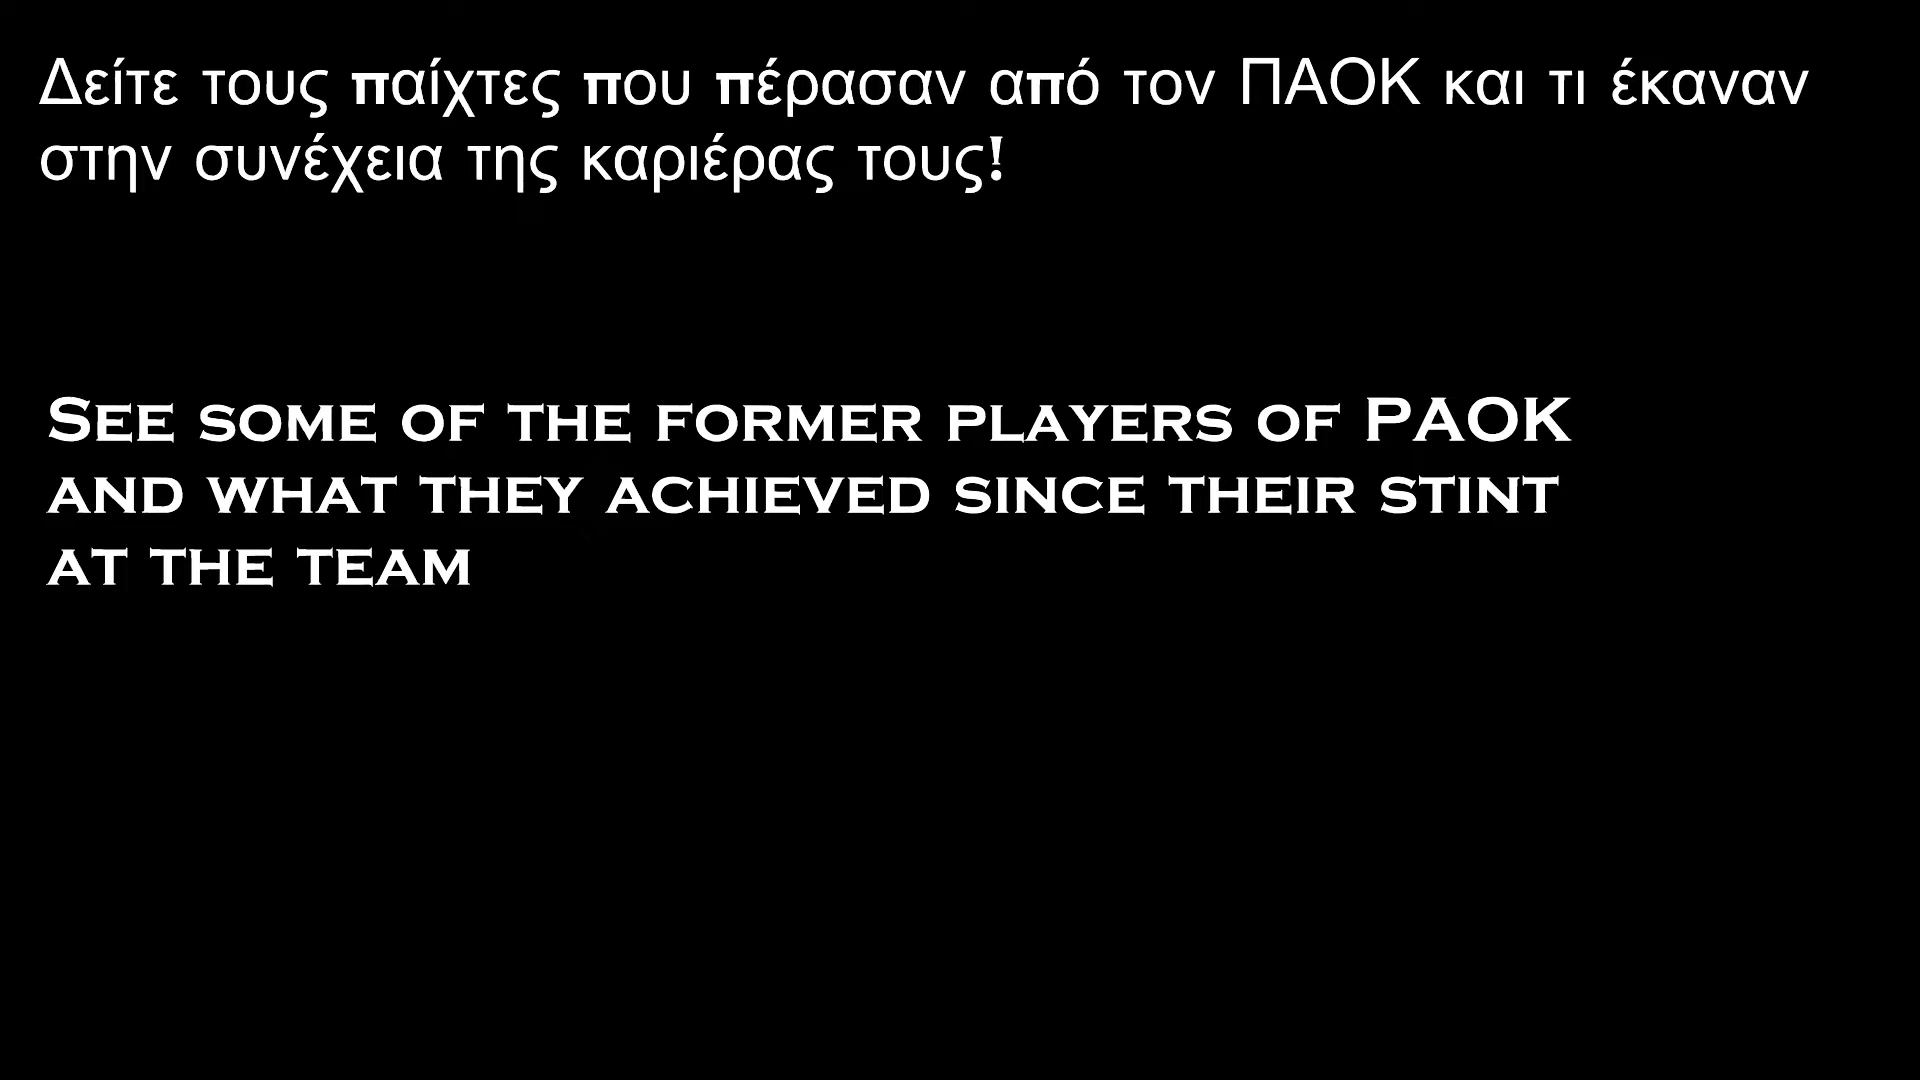 Δείτε τους παίχτες που πέρασαν από τον ΠΑΟΚ και τι έκαναν
στην συνέχεια της καριέρας τους!
See some of the former players of PAOK
and what they achieved since their stint
at the team